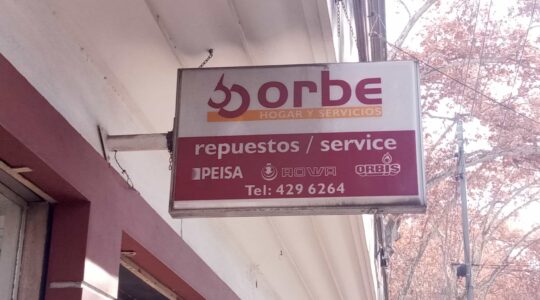 orbe
HOGAR Y SERVICIOS
repuestos / service
PEISA ROWA ORBIS
Tel: 429 6264